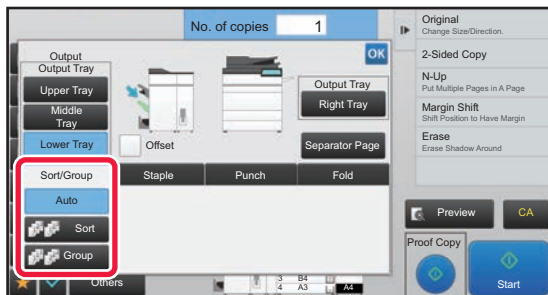 No. of copies 1
Output
OK
Output Tray
Upper Tray
Middle
Tray
Lower Tray
Offset
Output Tray
Right Tray
Separator Page
Sort/Group
Auto
Sort
Group
Staple
Punch
Fold
Others
3 B4
4 A3
A4
Original
Change Size/Direction.
2-Sided Copy
N-Up
Put Multiple Pages in A Page
Margin Shift
Shift Position to Have Margin
Erase
Erase Shadow Around
Preview
CA
Proof Copy
Start